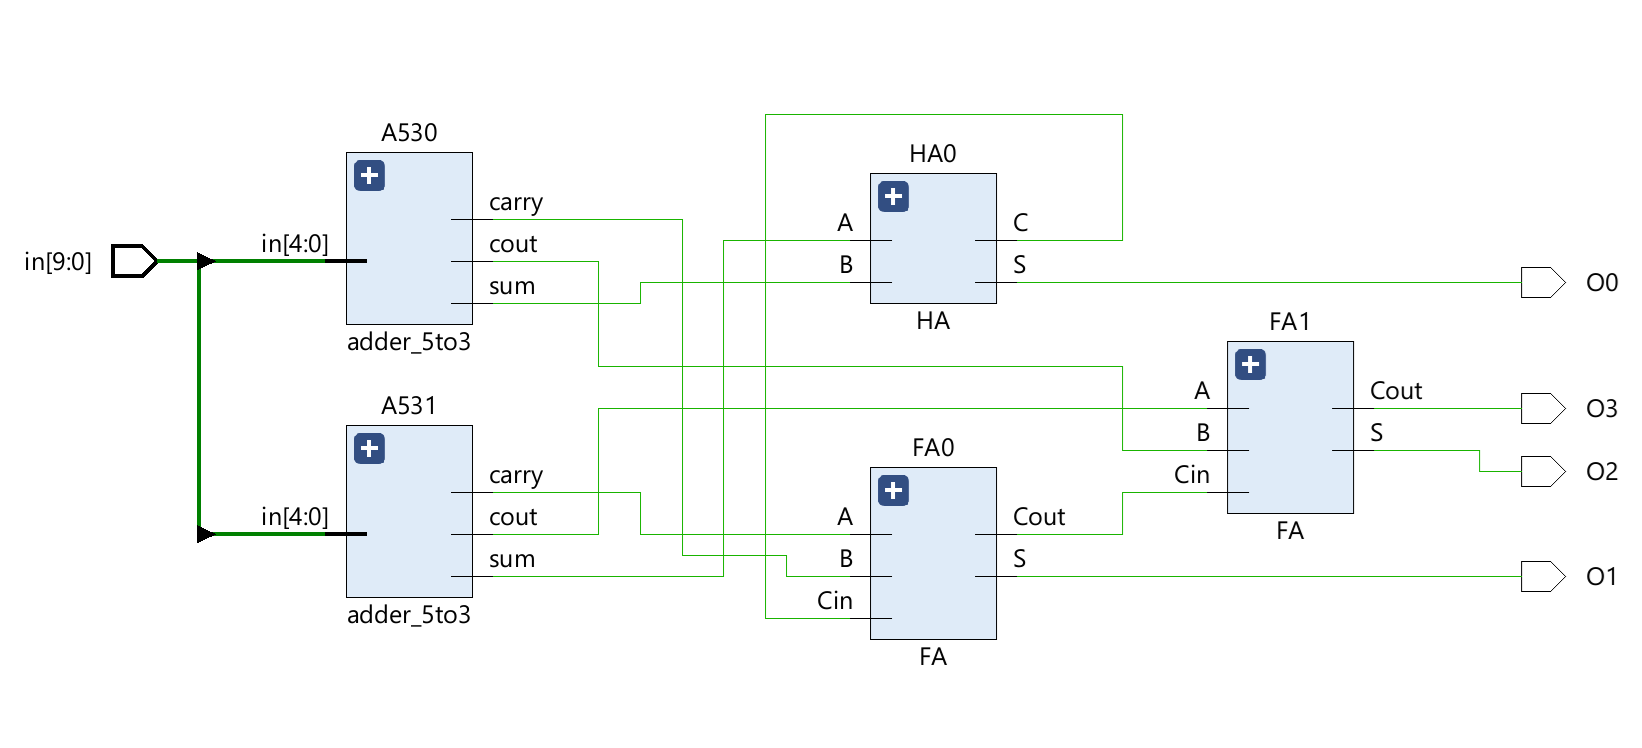 A530
in[9:0]
in[4:0]
carry
cout
sum
adder_5to3
A531
in[4:0]
carry
cout
sum
adder_5to3
HA0
A
B
C
S
HA
FA0
A
B
Cin
Cout
S
FA
FA1
A
B
Cin
Cout
S
FA
O0
O3
O2
O1